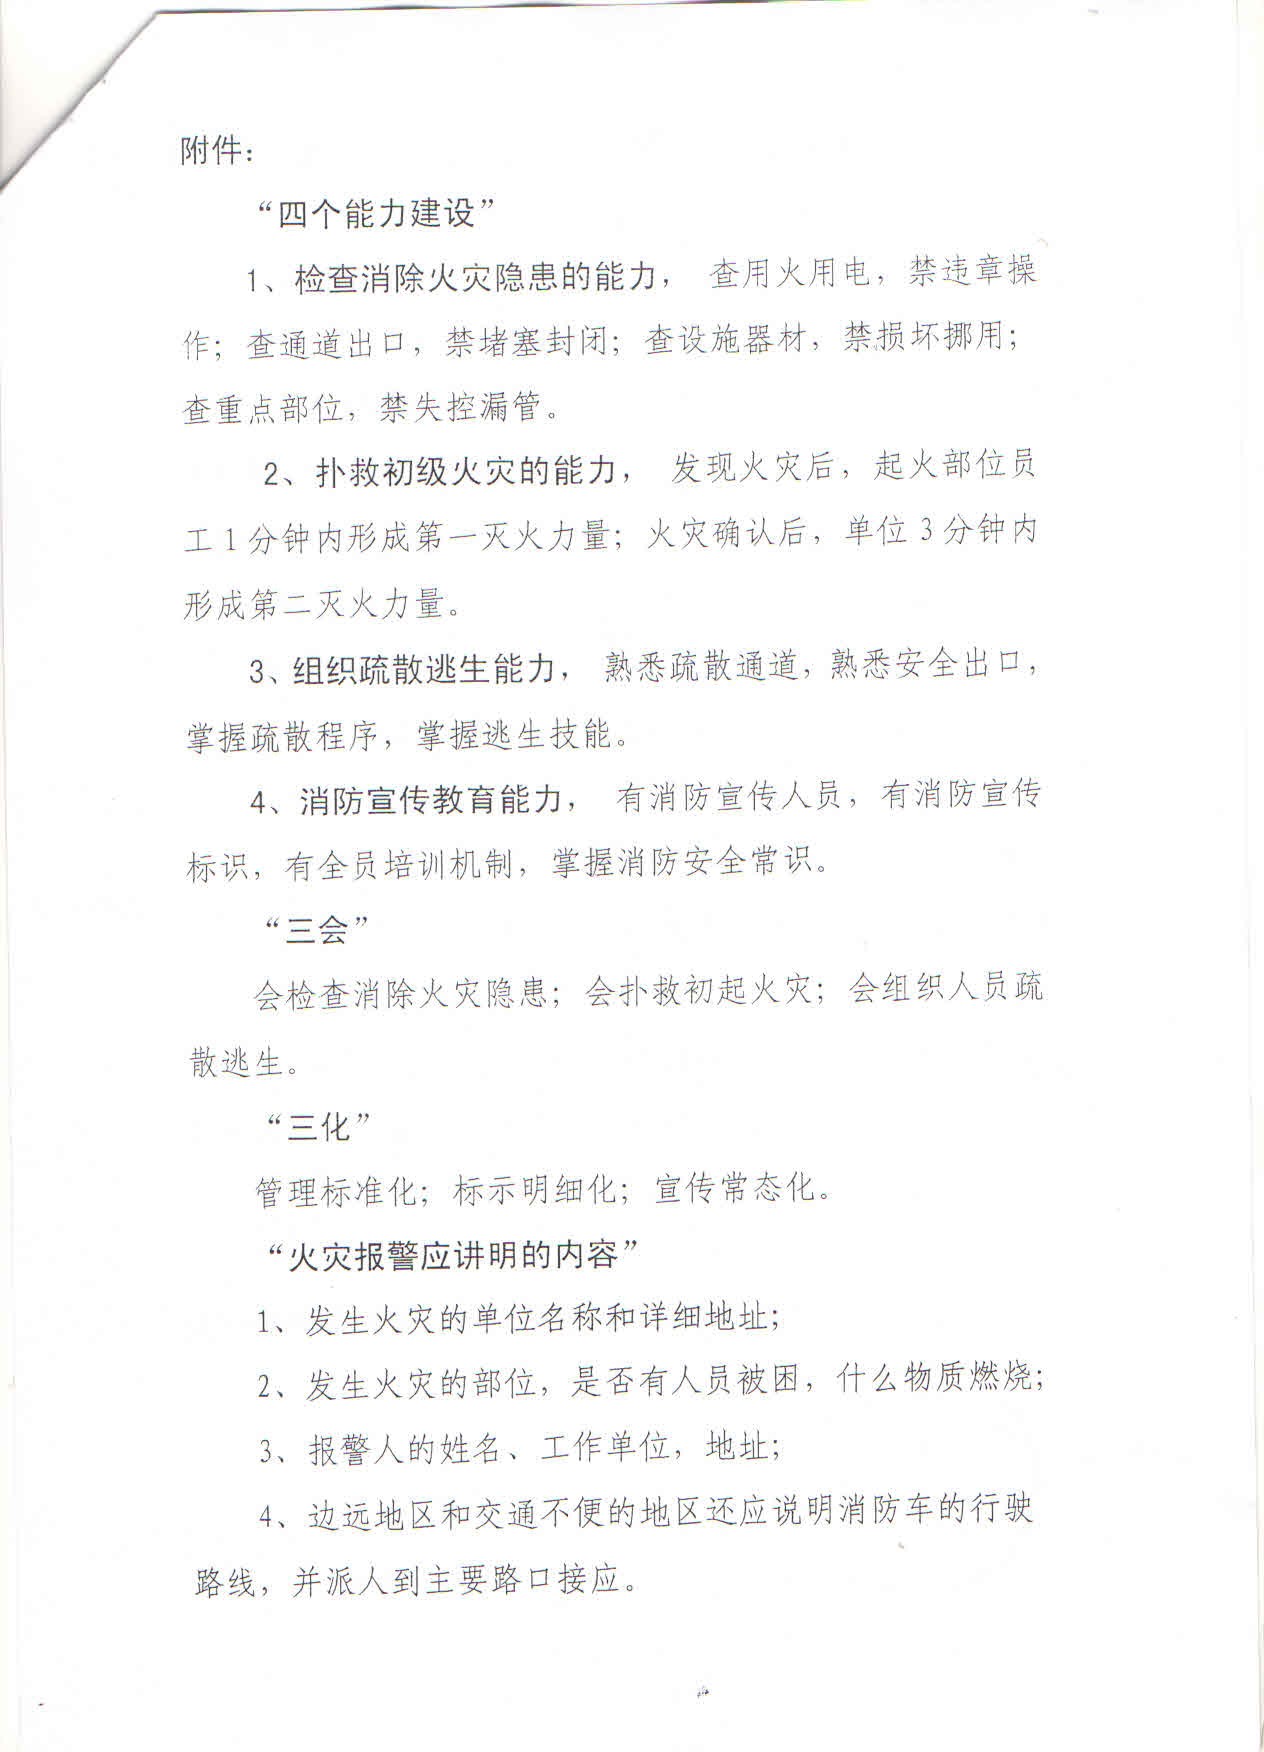 附件：
“四个能力建设”
1、检查消除火灾隐患的能力， 查用火用电，禁违章操
作；查通道出口，禁堵塞封闭；查设施器材，禁损坏挪用；
查重点部位，禁失控漏管。
2、扑救初级火灾的能力， 发现火灾后，起火部位员
工1分钟内形成第一灭火力量；火灾确认后，单位3分钟内
形成第二灭火力量。
3、组织疏散逃生能力， 熟悉疏散通道，熟悉安全出口，
掌握疏散程序，掌握逃生技能。
4、消防宣传教育能力， 有消防宣传人员，有消防宣传
标识，有全员培训机制，掌握消防安全常识。
“三会”
会检查消除火灾隐患；会扑救初起火灾；会组织人员疏
散逃生。
“三化”
管理标准化；标示明细化；宣传常态化。
“火灾报警应讲明的内容”
1、发生火灾的单位名称和详细地址；
2、发生火灾的部位，是否有人员被困，什么物质燃烧；
3、报警人的姓名、工作单位，地址；
4、边远地区和交通不便的地区还应说明消防车的行驶
路线，并派人到主要路口接应。